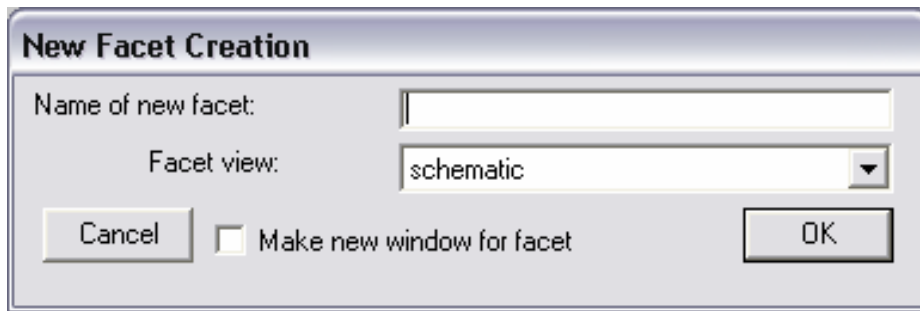 New Facet Creation
Name of new facet:
Facet view: schematic
Cancel Make new window for facet OK